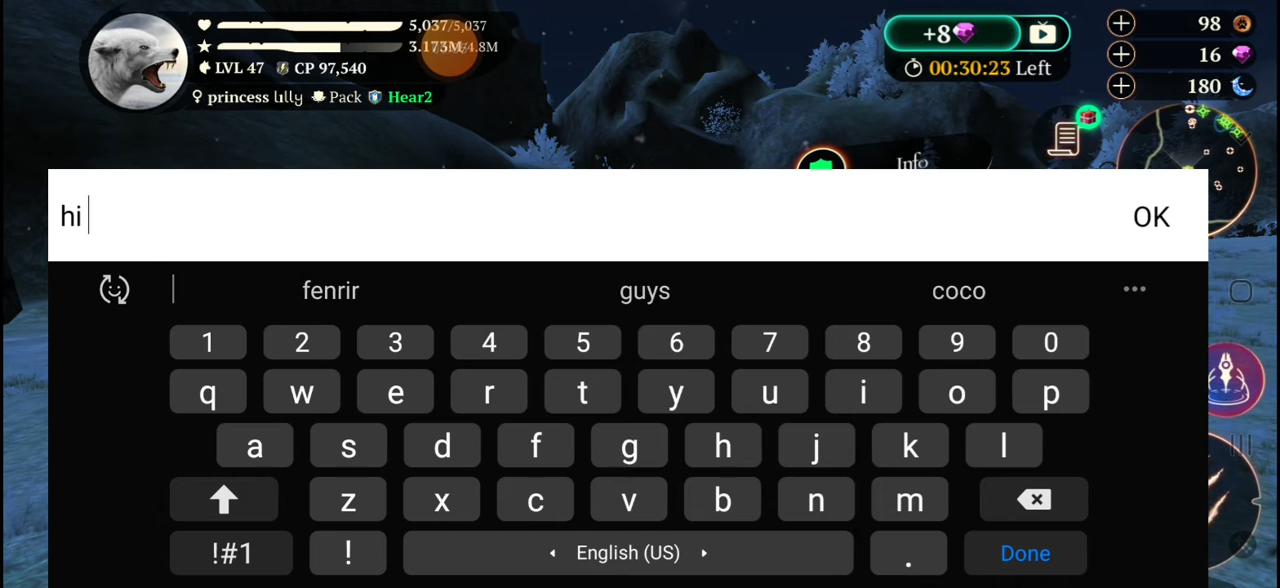 5,037/5,037
3.173M/4.8M
LVL 47 CP 97,540
princess lılly Pack Hear2
+8
00:30:23 Left
98
16
180
Info
hi
OK
fenrir guys coco
1 2 3 4 5 6 7 8 9 0
q w e r t y u i o p
a s d f g h j k l
z x c v b n m
!#1 ! English (US) . Done